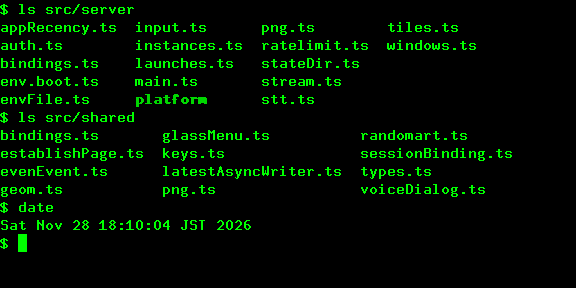 $ ls src/server
appRecency.ts  input.ts       png.ts         tiles.ts
auth.ts        instances.ts   ratelimit.ts   windows.ts
bindings.ts    launches.ts    stateDir.ts
env.boot.ts    main.ts        stream.ts
envFile.ts     platform       stt.ts
$ ls src/shared
bindings.ts       glassMenu.ts          randomart.ts
establishPage.ts  keys.ts               sessionBinding.ts
evenEvent.ts      latestAsyncWriter.ts  types.ts
geom.ts           png.ts                voiceDialog.ts
$ date
Sat Nov 28 18:10:04 JST 2026
$